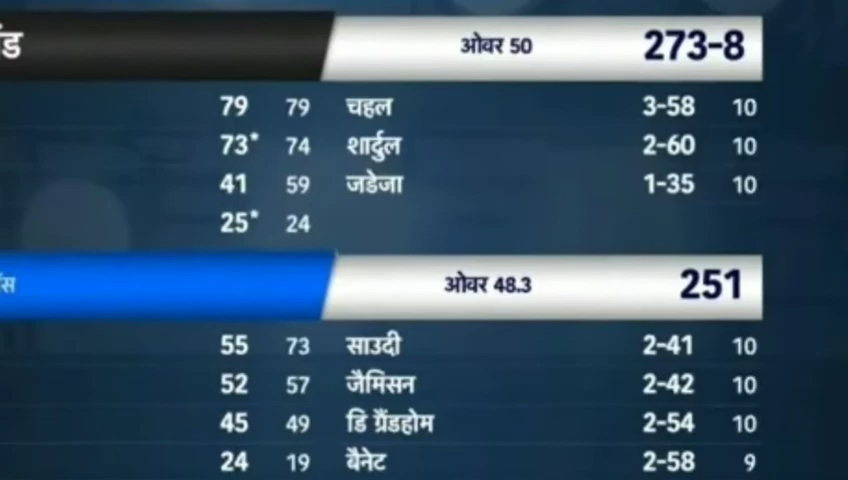 ओवर 50 273-8
79 79 चहल 3-58 10
73* 74 शार्दुल 2-60 10
41 59 जडेजा 1-35 10
25* 24
ओवर 48.3 251
55 73 साउदी 2-41 10
52 57 जैमिसन 2-42 10
45 49 डि ग्रैंडहोम 2-54 10
24 19 बैनेट 2-58 9